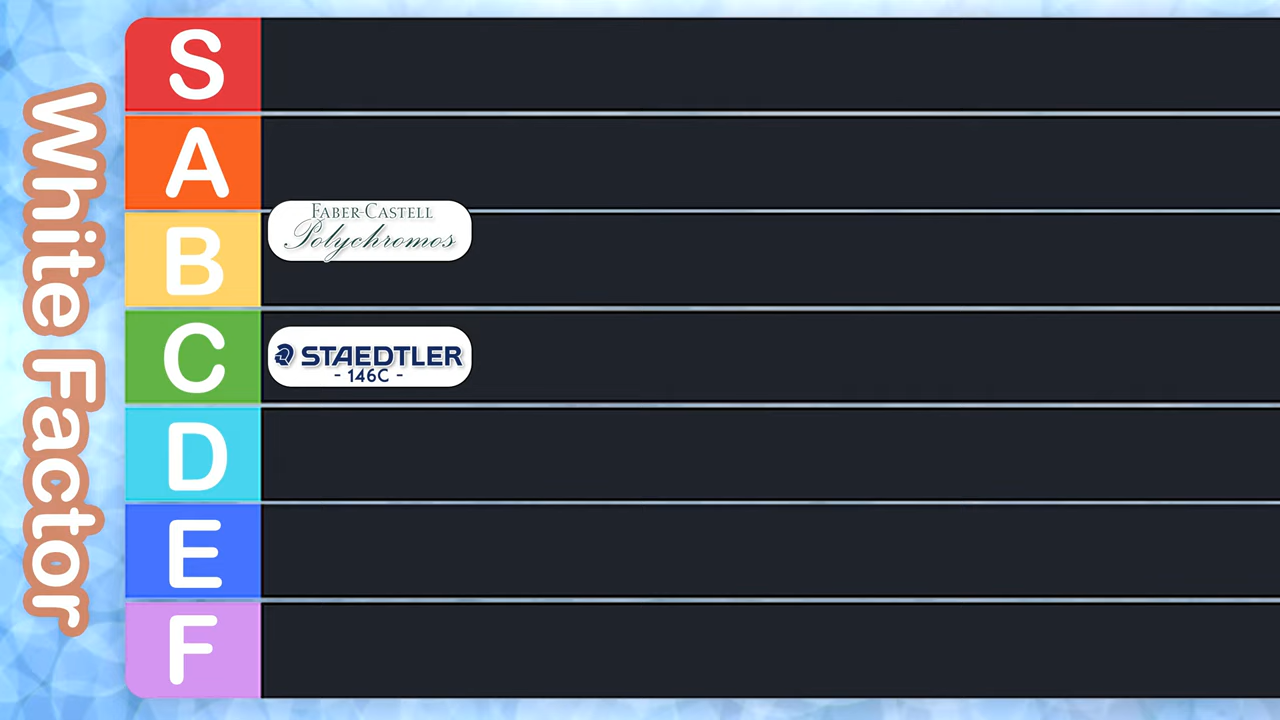 White Factor
S
A
FABER-CASTELL
Polychromos
B
C
STAEDTLER
- 146C -
D
E
F